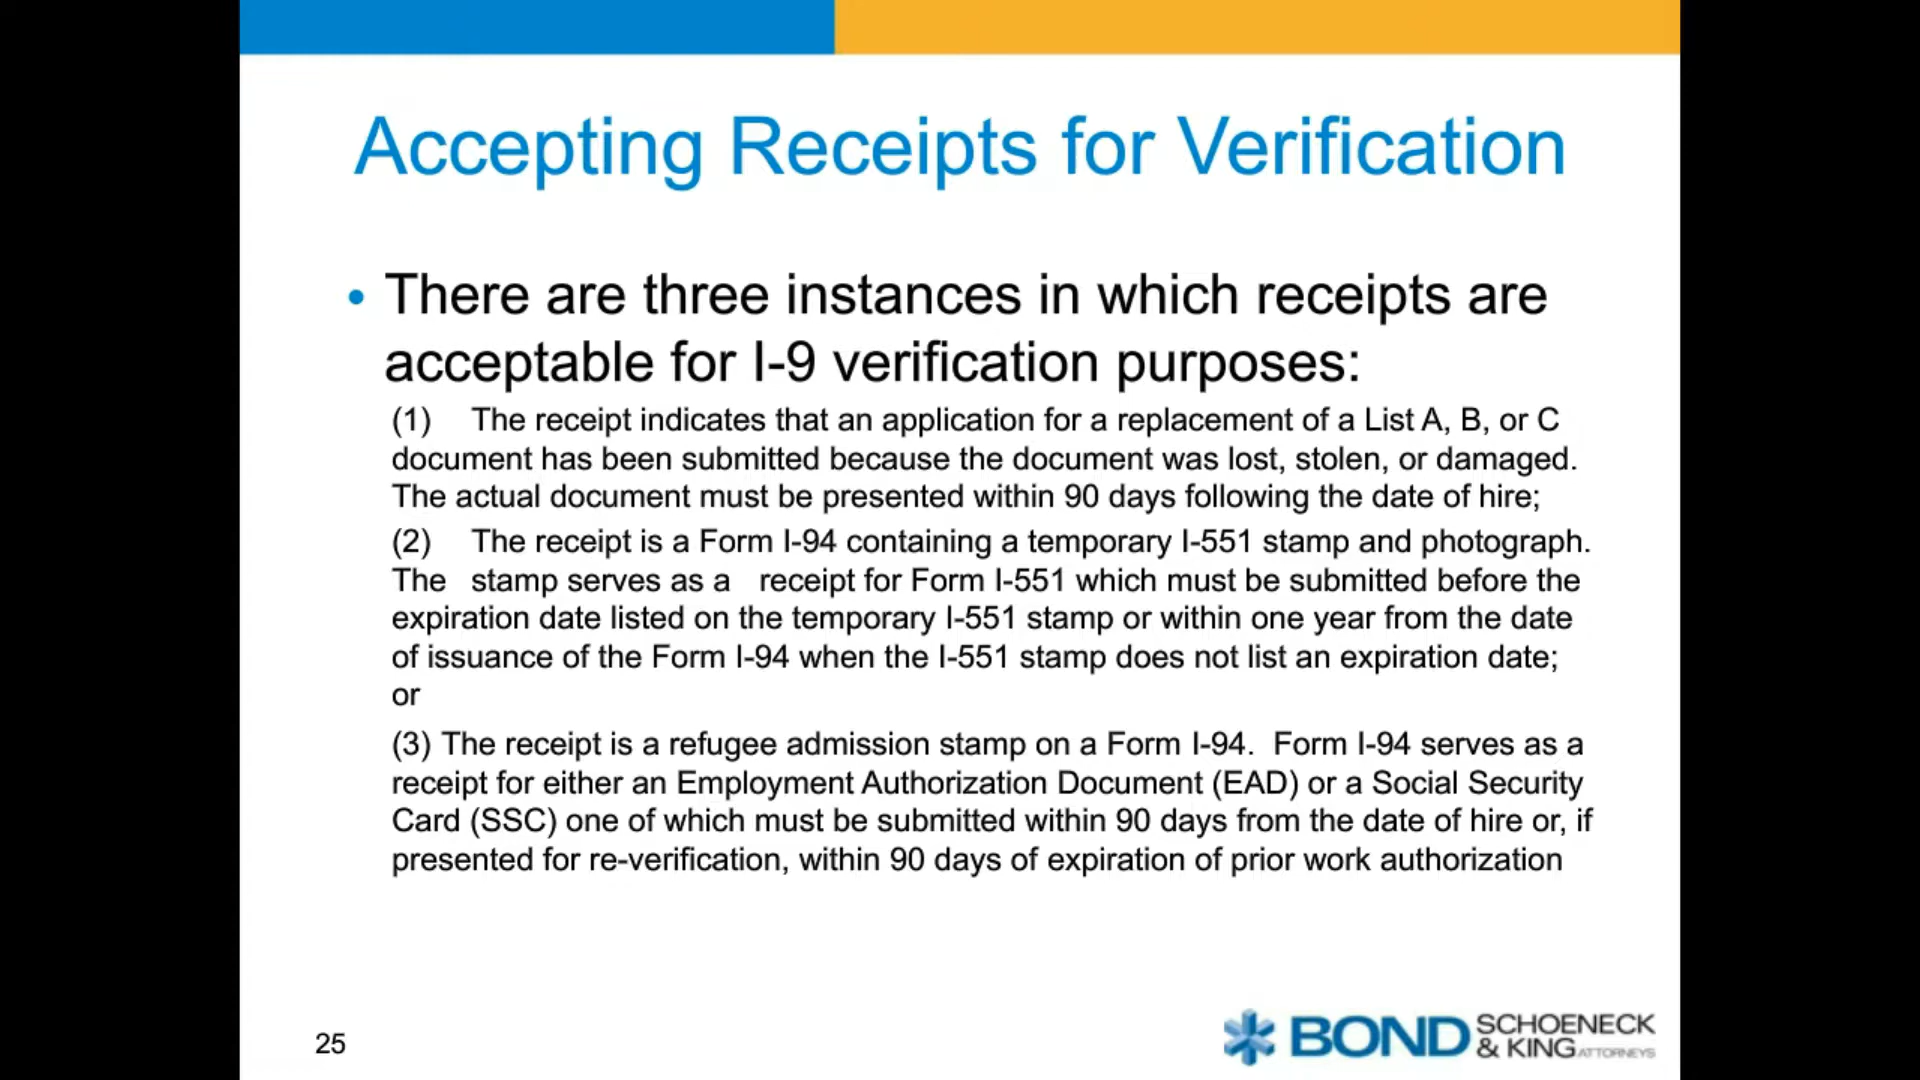 Accepting Receipts for Verification
• There are three instances in which receipts are
acceptable for I-9 verification purposes:
(1) The receipt indicates that an application for a replacement of a List A, B, or C
document has been submitted because the document was lost, stolen, or damaged.
The actual document must be presented within 90 days following the date of hire;
(2) The receipt is a Form I-94 containing a temporary I-551 stamp and photograph.
The stamp serves as a receipt for Form I-551 which must be submitted before the
expiration date listed on the temporary I-551 stamp or within one year from the date
of issuance of the Form I-94 when the I-551 stamp does not list an expiration date;
or
(3) The receipt is a refugee admission stamp on a Form I-94. Form I-94 serves as a
receipt for either an Employment Authorization Document (EAD) or a Social Security
Card (SSC) one of which must be submitted within 90 days from the date of hire or, if
presented for re-verification, within 90 days of expiration of prior work authorization
25
BOND SCHOENECK
& KING ATTORNEYS